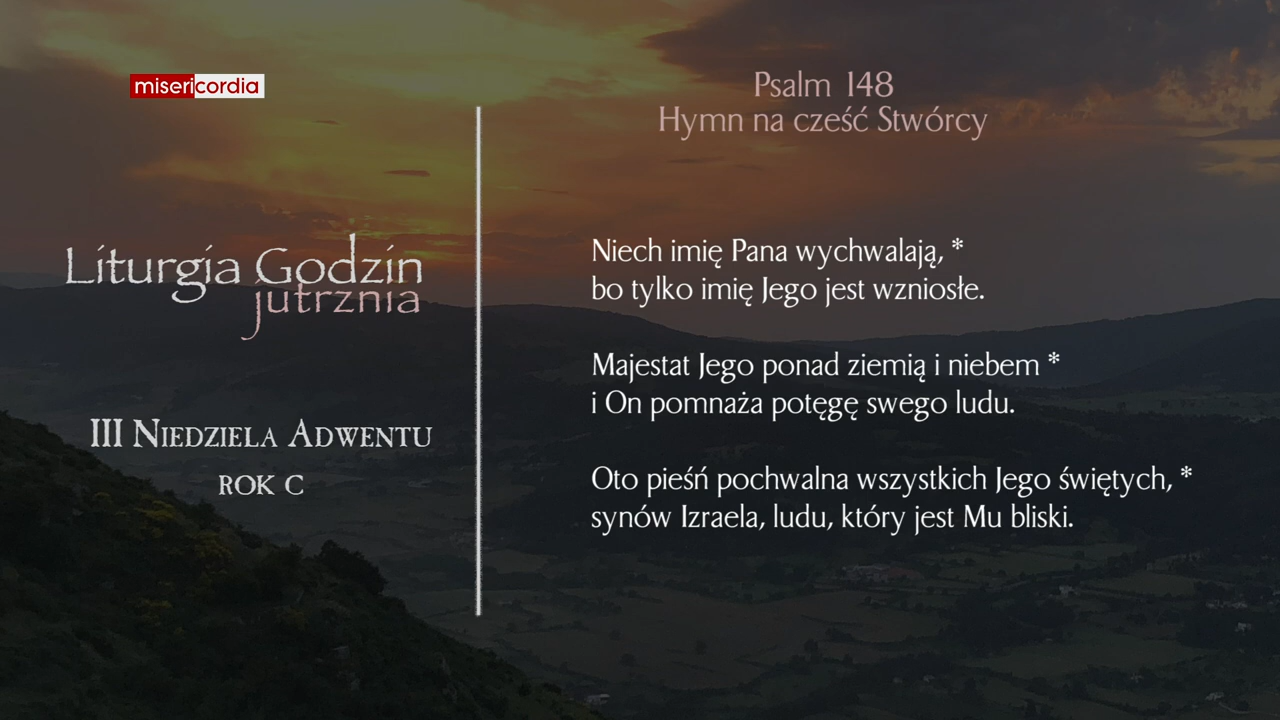 misericordia
Liturgia Godzin
jutrznia
III Niedziela Adwentu
rok C
Psalm 148
Hymn na cześć Stwórcy
Niech imię Pana wychwalają, *
bo tylko imię Jego jest wzniosłe.
Majestat Jego ponad ziemią i niebem *
i On pomnaża potęgę swego ludu.
Oto pieśń pochwalna wszystkich Jego świętych, *
synów Izraela, ludu, który jest Mu bliski.